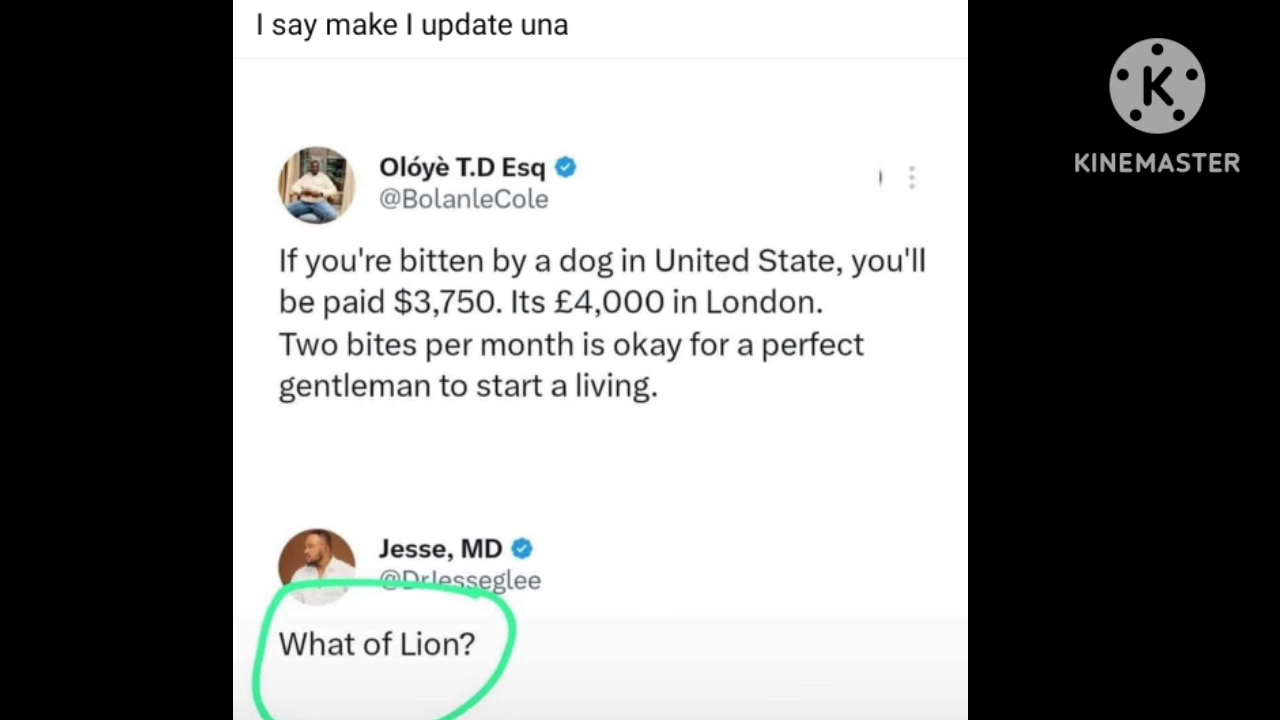 I say make I update una
KINEMASTER
Olóyè T.D Esq
@BolanleCole
If you're bitten by a dog in United State, you'll
be paid $3,750. Its £4,000 in London.
Two bites per month is okay for a perfect
gentleman to start a living.
Jesse, MD
@DrJesseglee
What of Lion?